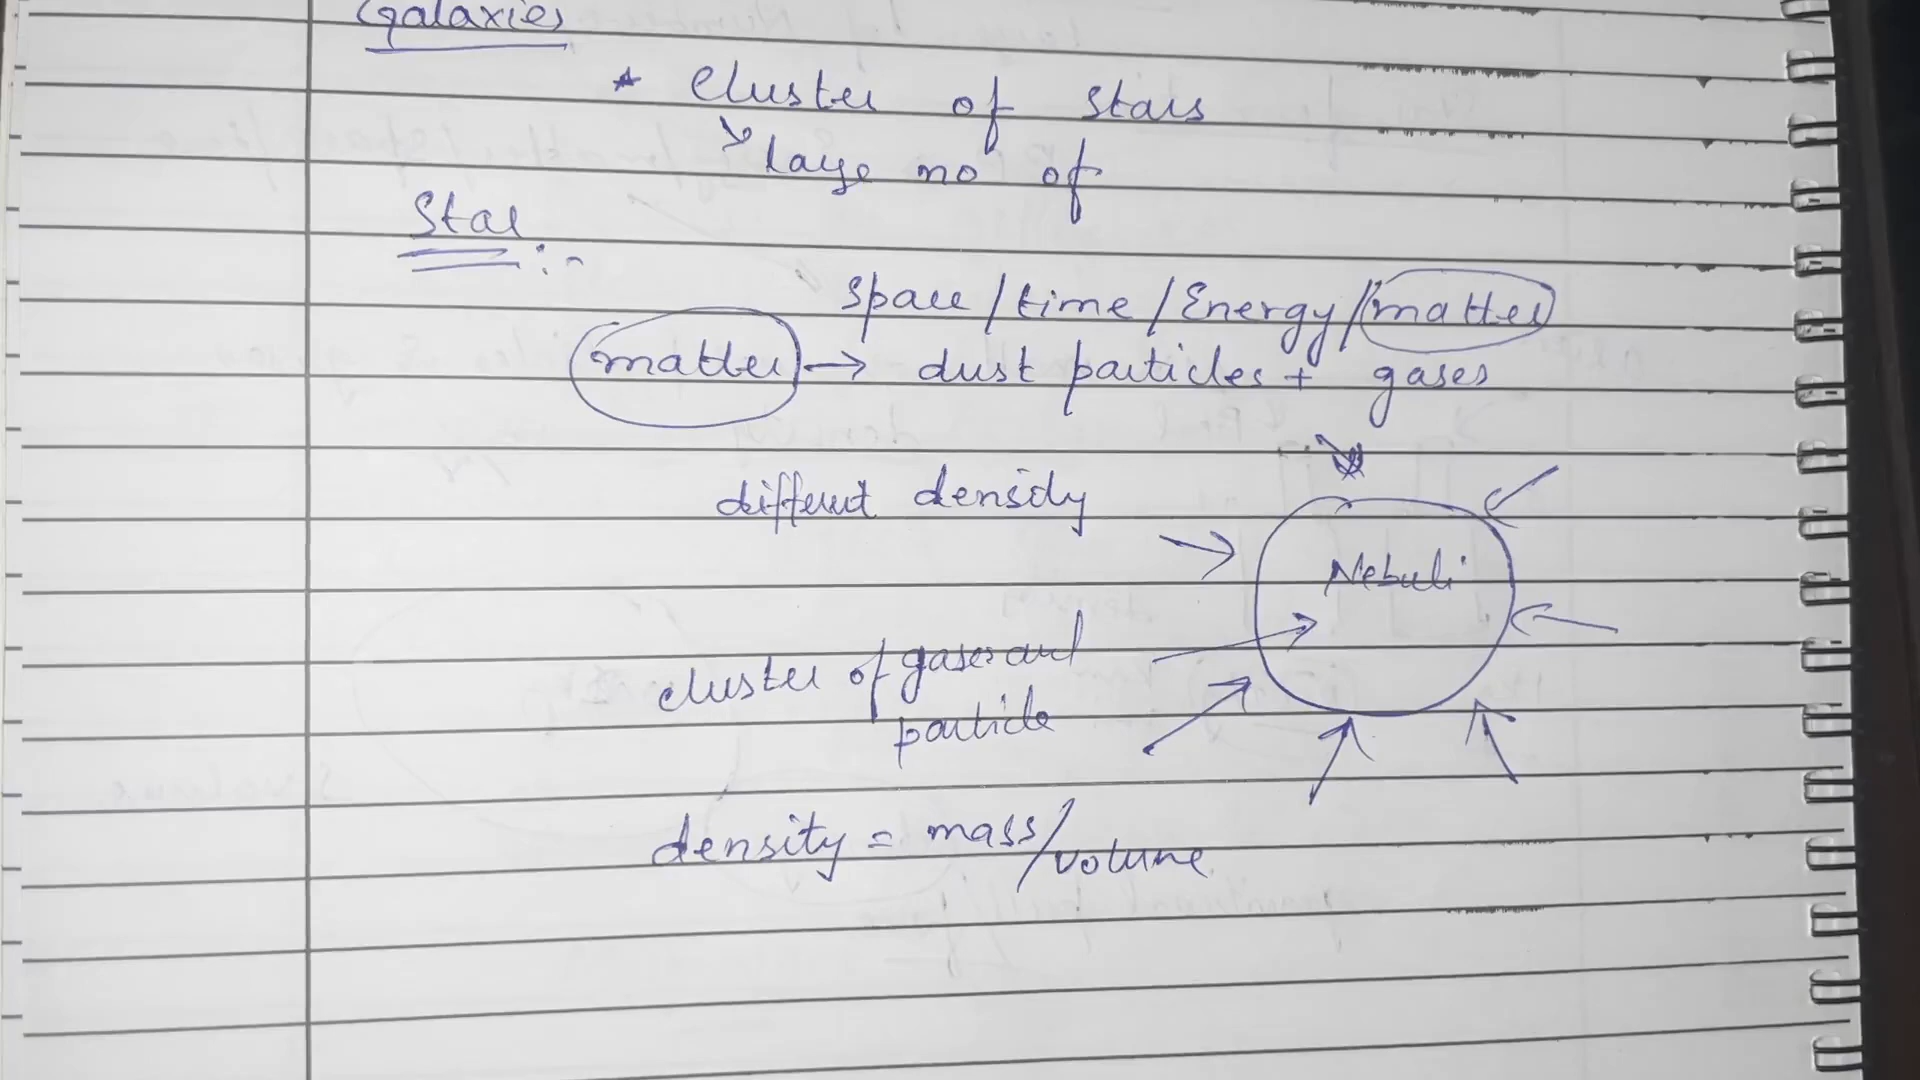 Galaxies
* Cluster of stars
large no of
Star :-
space / time / Energy / matter
matter → dust particles + gases
different density
Nebuli
cluster of gases and
particle
density = mass/volume